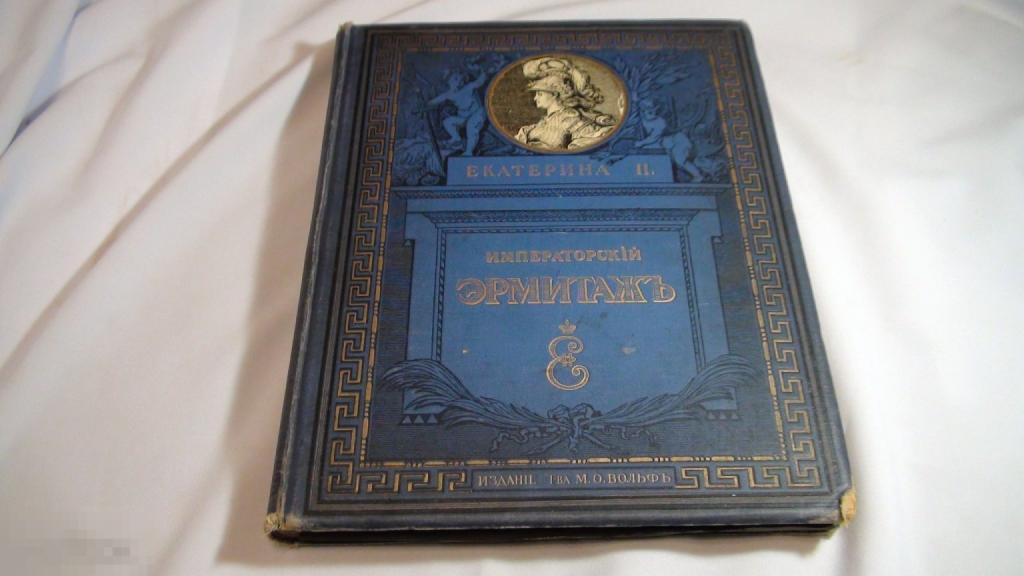 ЕКАТЕРИНА II.
ИМПЕРАТОРСКІЙ
ЭРМИТАЖЪ
Е
ИЗДАНІЕ Т-ВА М.О.ВОЛЬФЪ